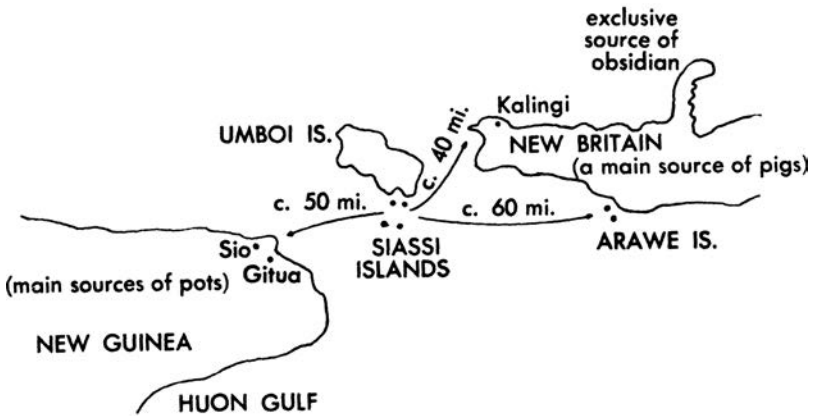 exclusive
source of
obsidian
Kalingi
UMBOI IS.
c. 40 mi.
NEW BRITAIN
(a main source of pigs)
c. 50 mi.
c. 60 mi.
Sio
Gitua
SIASSI
ISLANDS
ARAWE IS.
(main sources of pots)
NEW GUINEA
HUON GULF